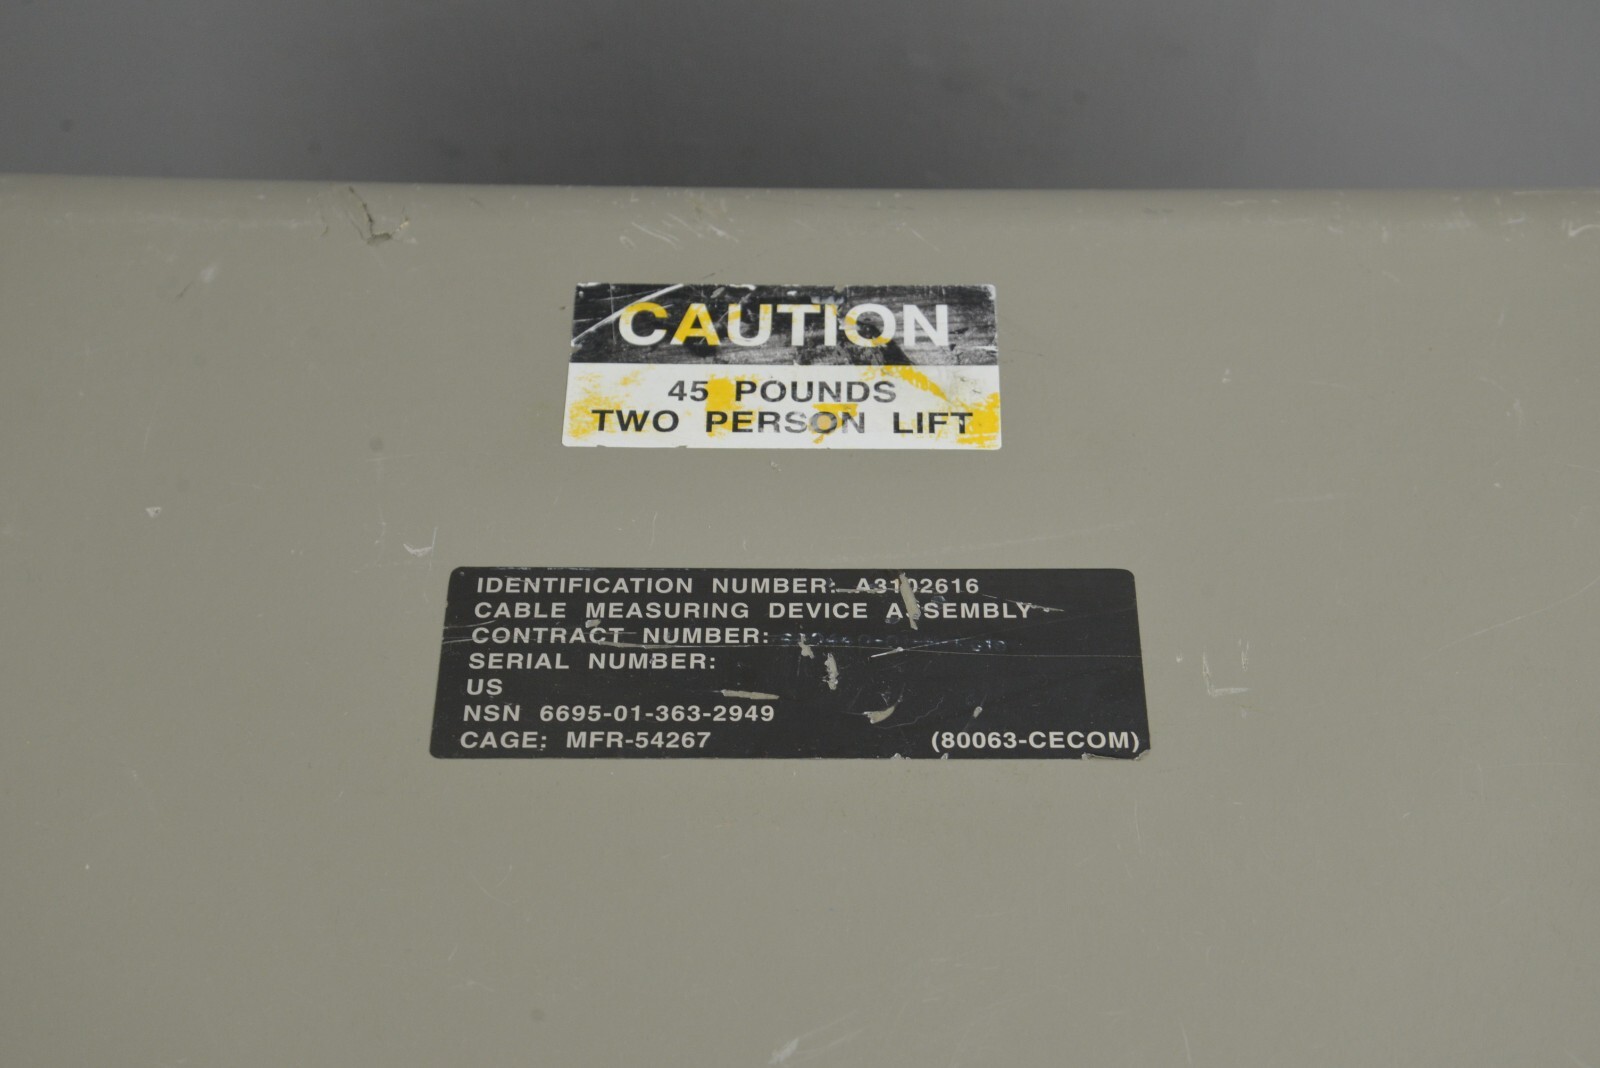 CAUTION
45 POUNDS
TWO PERSON LIFT
IDENTIFICATION NUMBER: A3102616
CABLE MEASURING DEVICE ASSEMBLY
CONTRACT NUMBER:
SERIAL NUMBER:
US
NSN 6695-01-363-2949
CAGE: MFR-54267 (80063-CECOM)